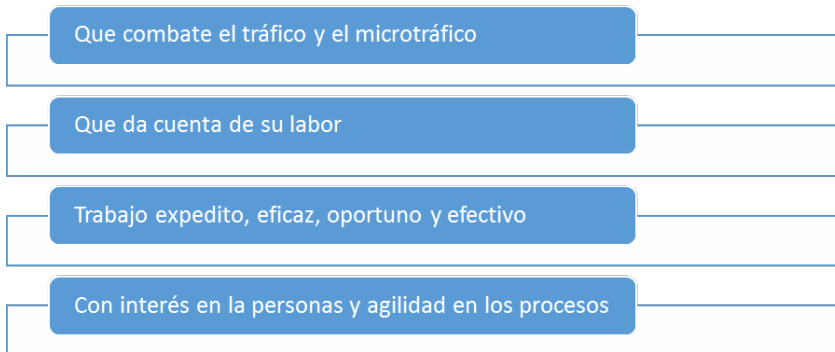 Que combate el tráfico y el microtráfico
Que da cuenta de su labor
Trabajo expedito, eficaz, oportuno y efectivo
Con interés en la personas y agilidad en los procesos